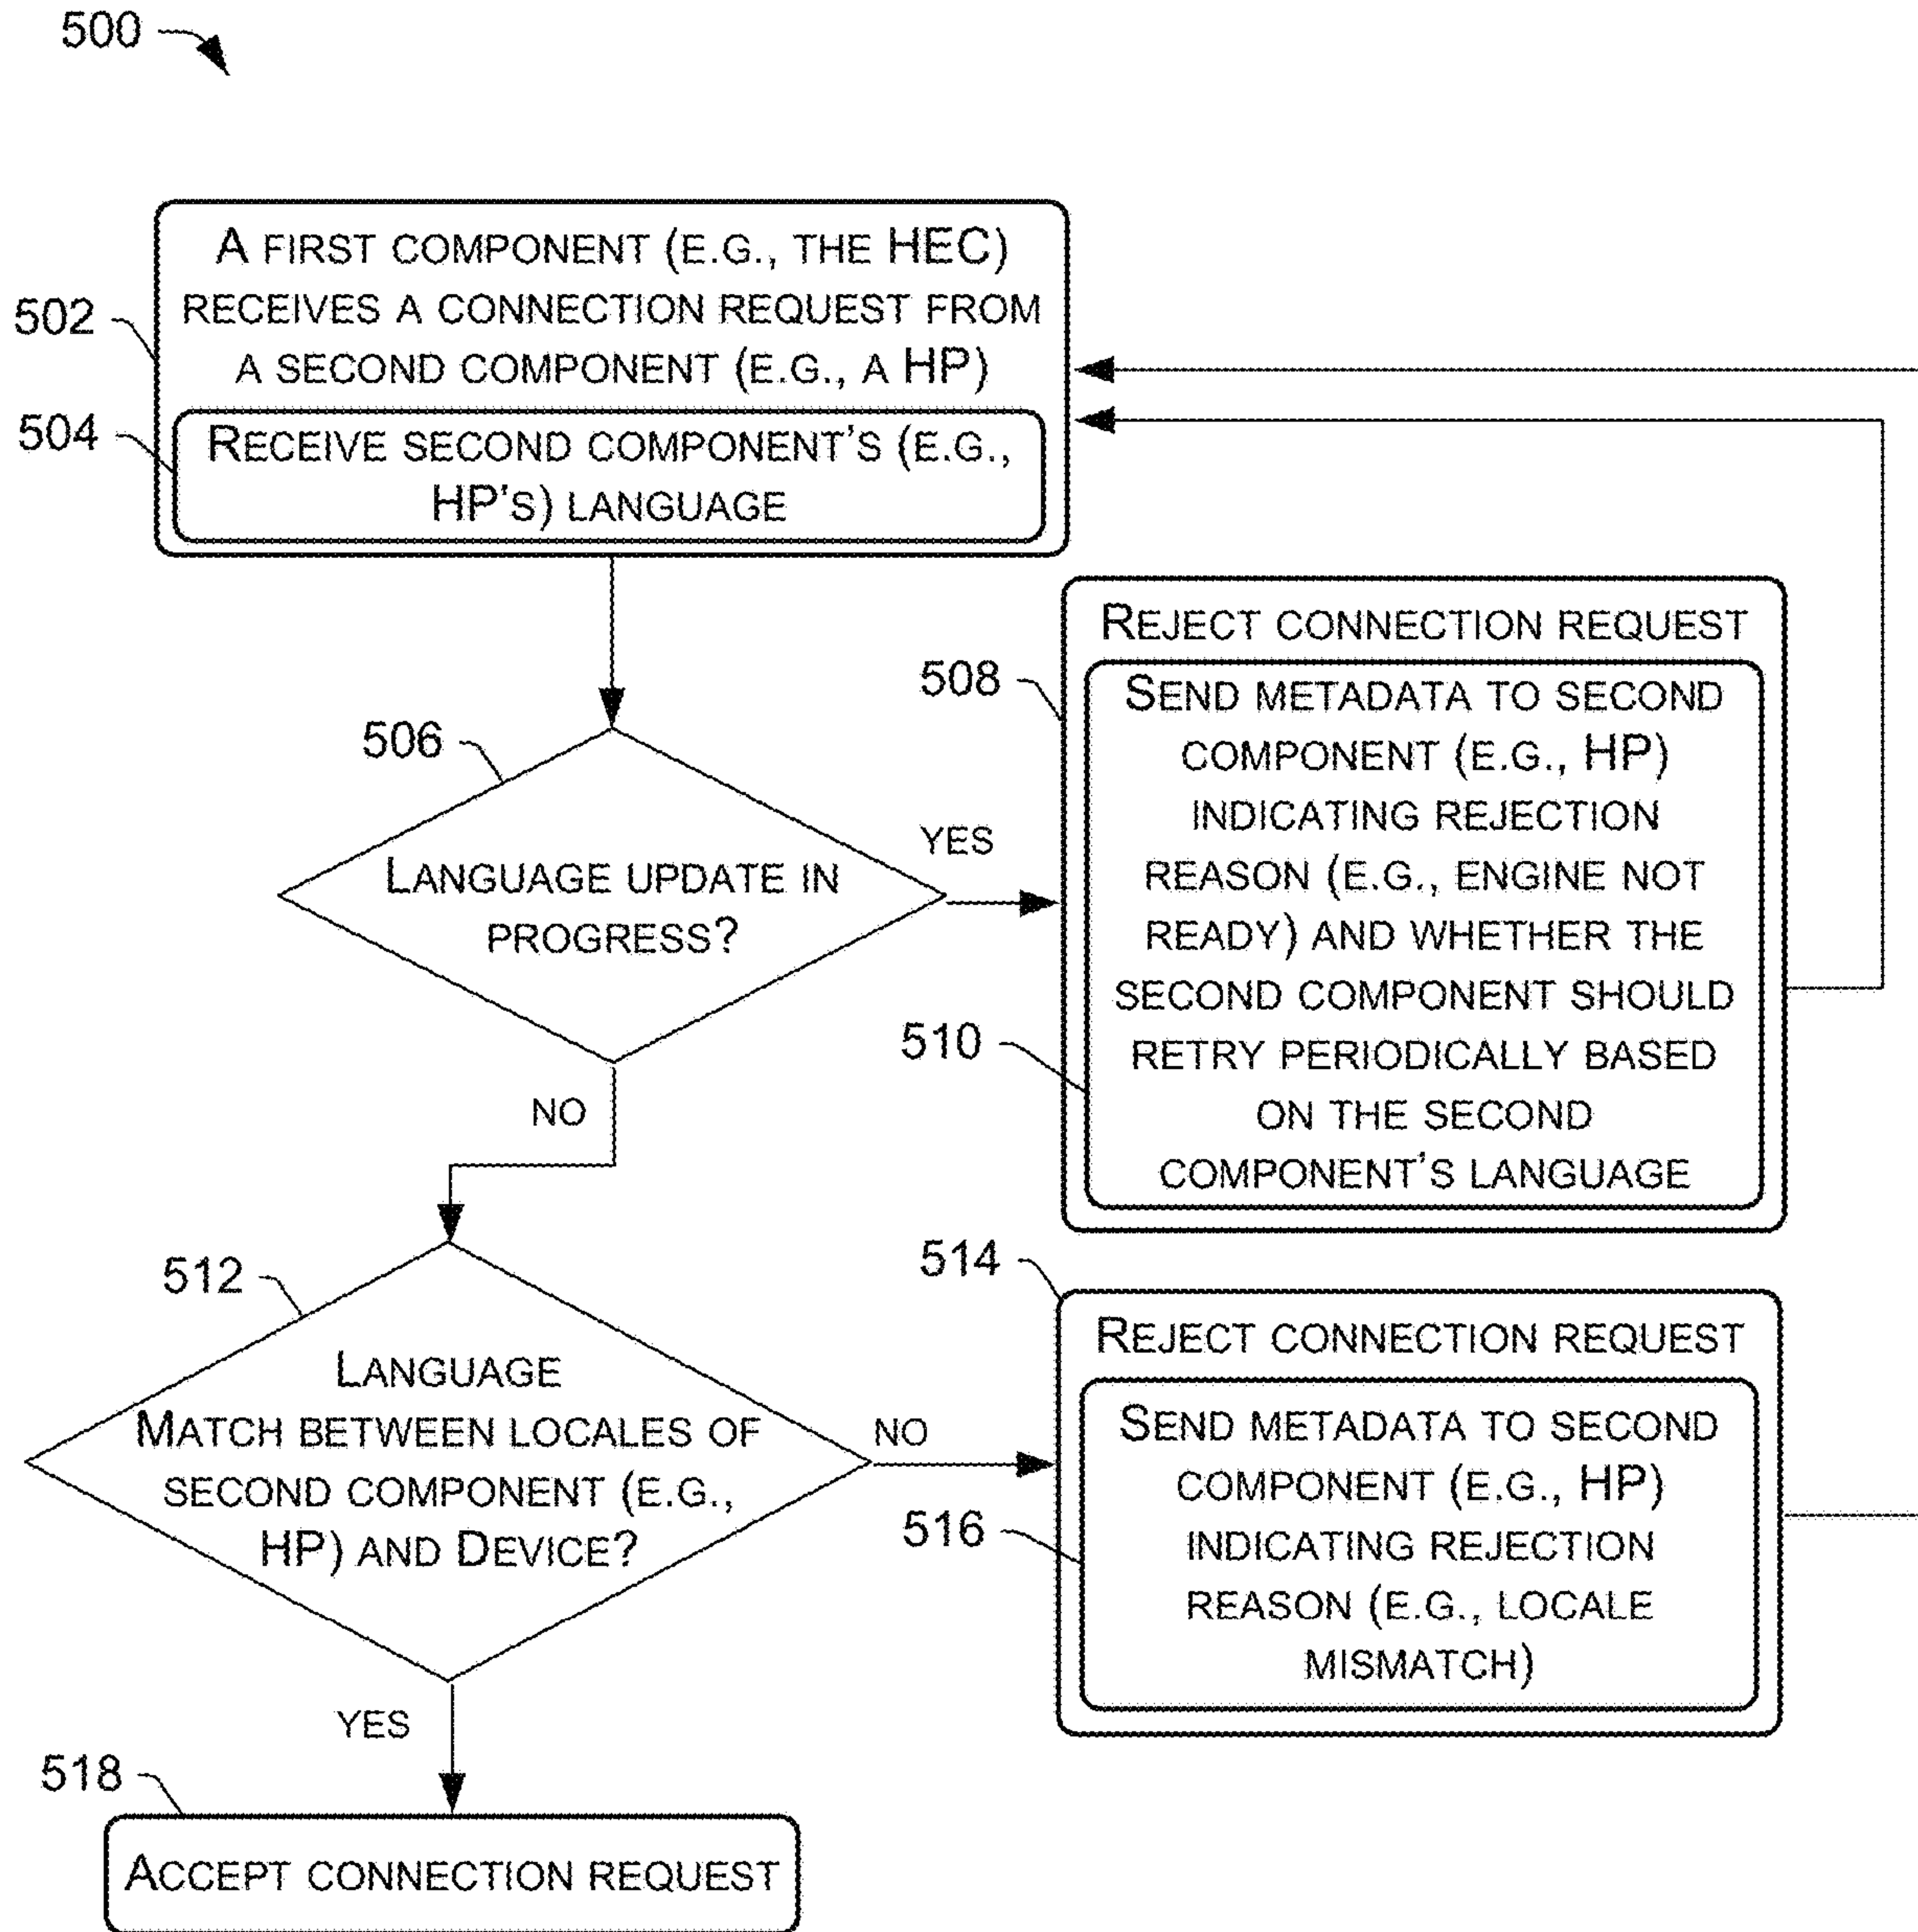 500
A FIRST COMPONENT (E.G., THE HEC)
RECEIVES A CONNECTION REQUEST FROM
A SECOND COMPONENT (E.G., A HP)
502
504
RECEIVE SECOND COMPONENT'S (E.G.,
HP'S) LANGUAGE
506
LANGUAGE UPDATE IN
PROGRESS?
YES
NO
508
REJECT CONNECTION REQUEST
510
SEND METADATA TO SECOND
COMPONENT (E.G., HP)
INDICATING REJECTION
REASON (E.G., ENGINE NOT
READY) AND WHETHER THE
SECOND COMPONENT SHOULD
RETRY PERIODICALLY BASED
ON THE SECOND
COMPONENT'S LANGUAGE
512
LANGUAGE
MATCH BETWEEN LOCALES OF
SECOND COMPONENT (E.G.,
HP) AND DEVICE?
NO
YES
514
REJECT CONNECTION REQUEST
516
SEND METADATA TO SECOND
COMPONENT (E.G., HP)
INDICATING REJECTION
REASON (E.G., LOCALE
MISMATCH)
518
ACCEPT CONNECTION REQUEST